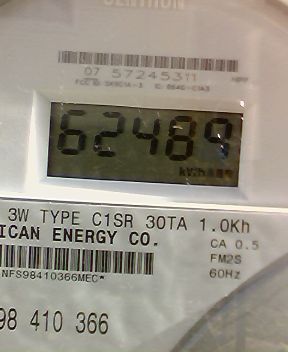 CENTRON
07 57245311
62489
kWh
3W TYPE C1SR 30TA 1.0Kh
ICAN ENERGY CO.
CA 0.5
FM2S
60Hz
NFS98410366MEC*
98 410 366